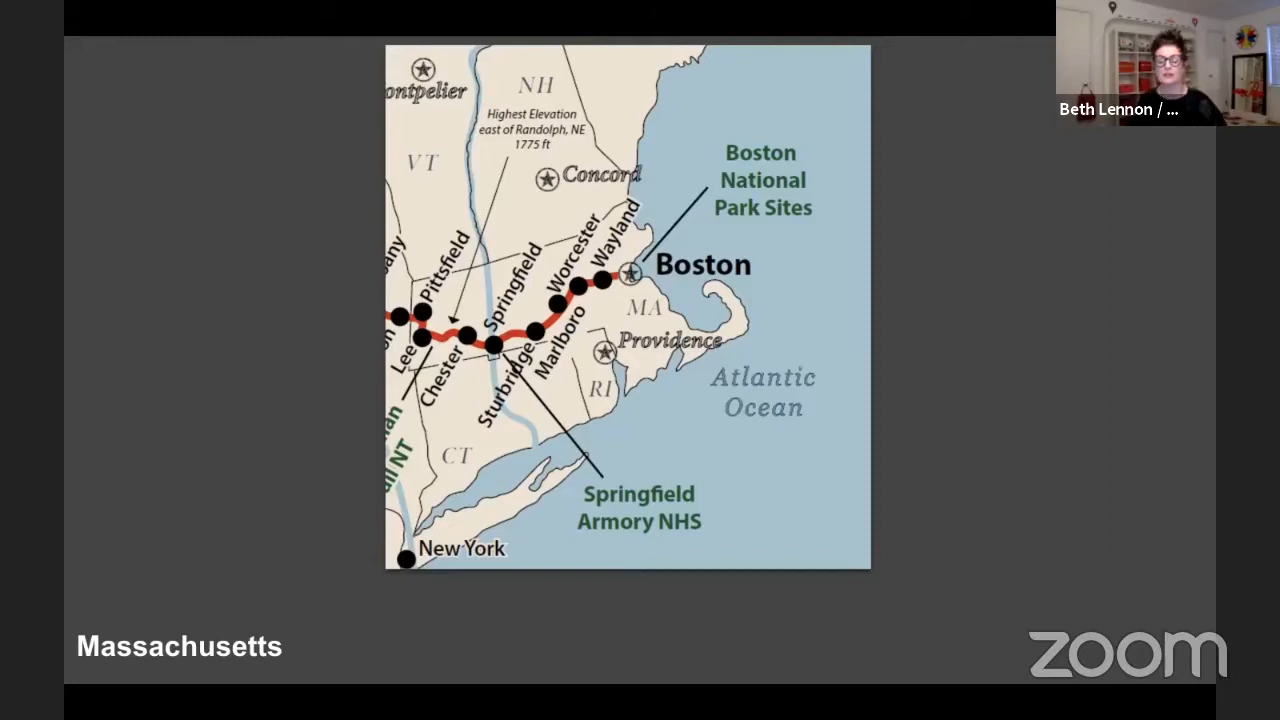 Beth Lennon / ...
ontpelier
NH
Highest Elevation
east of Randolph, NE
1775 ft
VT
Concord
Boston
National
Park Sites
any
Pittsfield
Springfield
Worcester
Wayland
Boston
MA
Providence
Lee
Chester
Sturbridge
Marlboro
RI
Atlantic
Ocean
CT
Springfield
Armory NHS
New York
Massachusetts
zoom